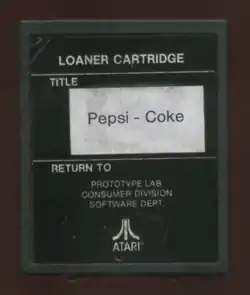 LOANER CARTRIDGE
TITLE
Pepsi - Coke
RETURN TO
PROTOTYPE LAB
CONSUMER DIVISION
SOFTWARE DEPT.
ATARI